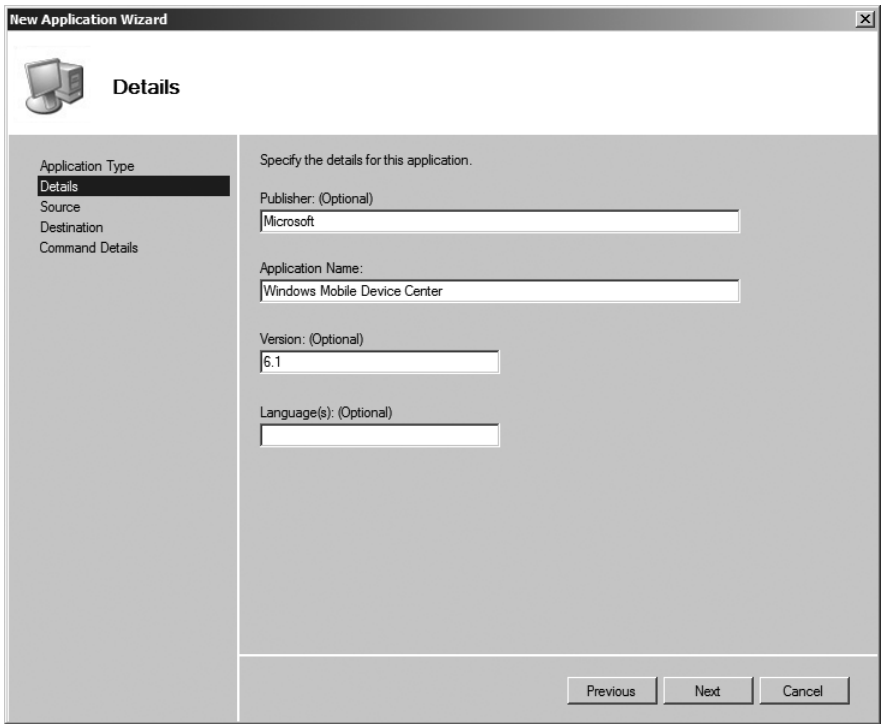 New Application Wizard
Details
Application Type
Details
Source
Destination
Command Details
Specify the details for this application.
Publisher: (Optional)
Microsoft
Application Name:
Windows Mobile Device Center
Version: (Optional)
6.1
Language(s): (Optional)
Previous
Next
Cancel